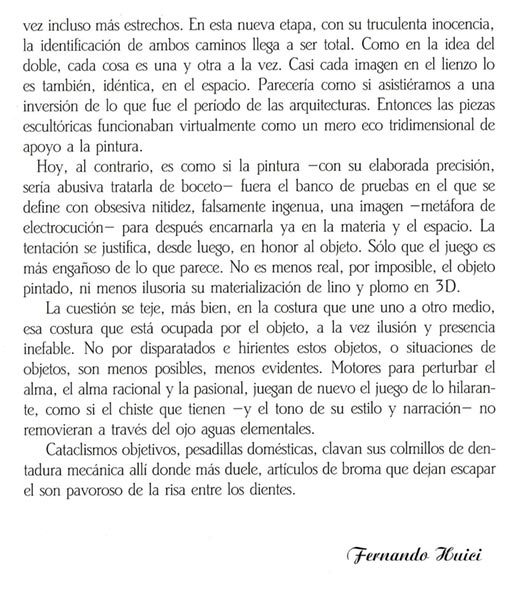 vez incluso más estrechos. En esta nueva etapa, con su truculenta inocencia,
la identificación de ambos caminos llega a ser total. Como en la idea del
doble, cada cosa es una y otra a la vez. Casi cada imagen en el lienzo lo
es también, idéntica, en el espacio. Parecería como si asistiéramos a una
inversión de lo que fue el período de las arquitecturas. Entonces las piezas
escultóricas funcionaban virtualmente como un mero eco tridimensional de
apoyo a la pintura.
Hoy, al contrario, es como si la pintura –con su elaborada precisión,
sería abusiva tratarla de boceto– fuera el banco de pruebas en el que se
define con obsesiva nitidez, falsamente ingenua, una imagen –metáfora de
electrocución– para después encarnarla ya en la materia y el espacio. La
tentación se justifica, desde luego, en honor al objeto. Sólo que el juego es
más engañoso de lo que parece. No es menos real, por imposible, el objeto
pintado, ni menos ilusoria su materialización de lino y plomo en 3D.
La cuestión se teje, más bien, en la costura que une uno a otro medio,
esa costura que está ocupada por el objeto, a la vez ilusión y presencia
inefable. No por disparatados e hirientes estos objetos, o situaciones de
objetos, son menos posibles, menos evidentes. Motores para perturbar el
alma, el alma racional y la pasional, juegan de nuevo el juego de lo hilaran-
te, como si el chiste que tienen –y el tono de su estilo y narración– no
removieran a través del ojo aguas elementales.
Cataclismos objetivos, pesadillas domésticas, clavan sus colmillos de den-
tadura mecánica allí donde más duele, artículos de broma que dejan escapar
el son pavoroso de la risa entre los dientes.
Fernando Huici